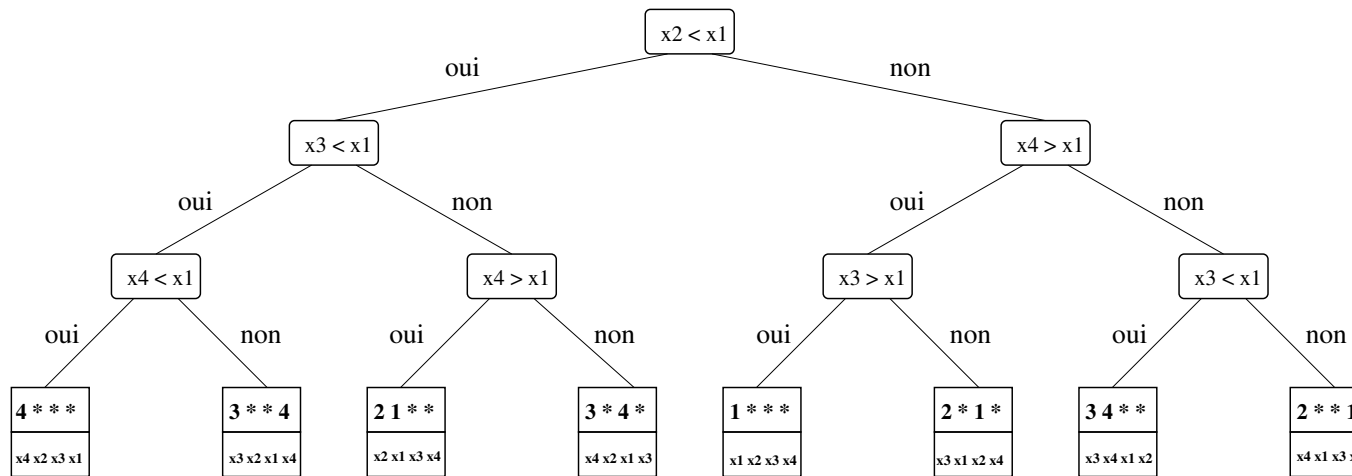 x2 < x1
oui
non
x3 < x1
x4 > x1
oui
non
oui
non
x4 < x1
x4 > x1
x3 > x1
x3 < x1
oui
non
oui
non
oui
non
oui
non
4 * * *
3 * * 4
2 1 * *
3 * 4 *
1 * * *
2 * 1 *
3 4 * *
2 * * 1
x4 x2 x3 x1
x3 x2 x1 x4
x2 x1 x3 x4
x4 x2 x1 x3
x1 x2 x3 x4
x3 x1 x2 x4
x3 x4 x1 x2
x4 x1 x3